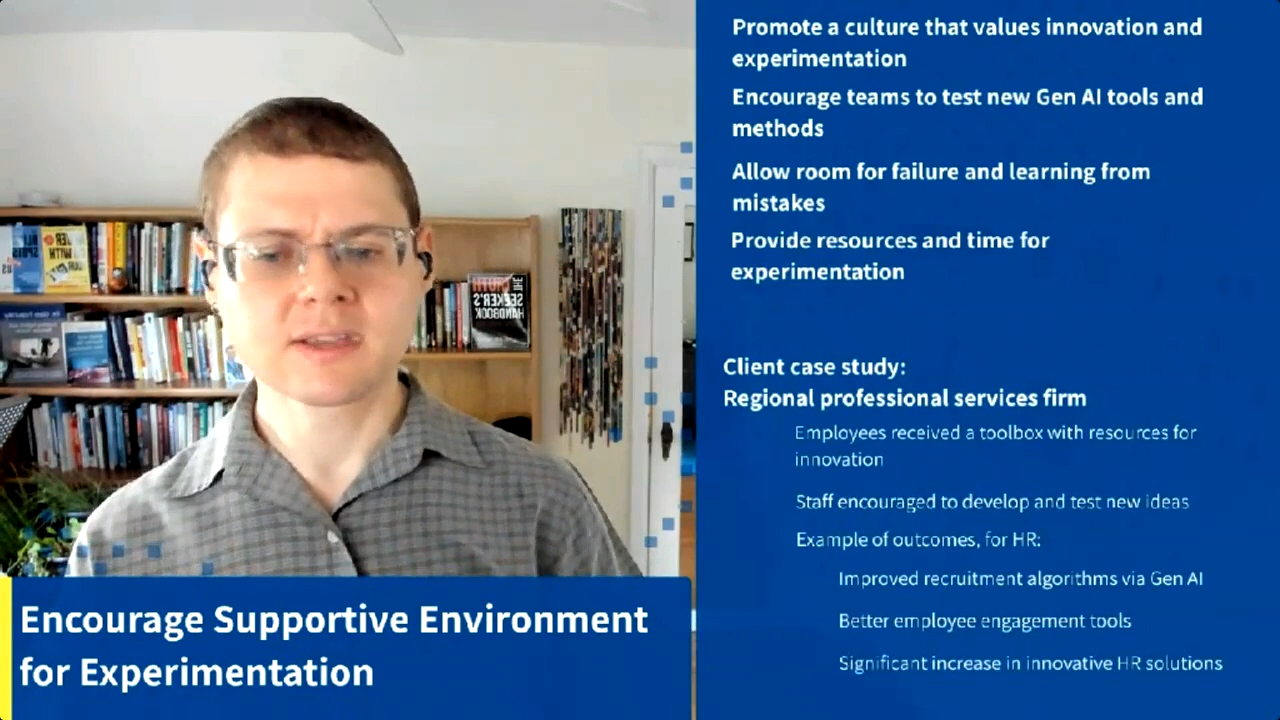 Promote a culture that values innovation and
experimentation
Encourage teams to test new Gen AI tools and
methods
Allow room for failure and learning from
mistakes
Provide resources and time for
experimentation
Client case study:
Regional professional services firm
Employees received a toolbox with resources for
innovation
Staff encouraged to develop and test new ideas
Example of outcomes, for HR:
Improved recruitment algorithms via Gen AI
Better employee engagement tools
Significant increase in innovative HR solutions
THE
SEEKER'S
HANDBOOK
Encourage Supportive Environment
for Experimentation